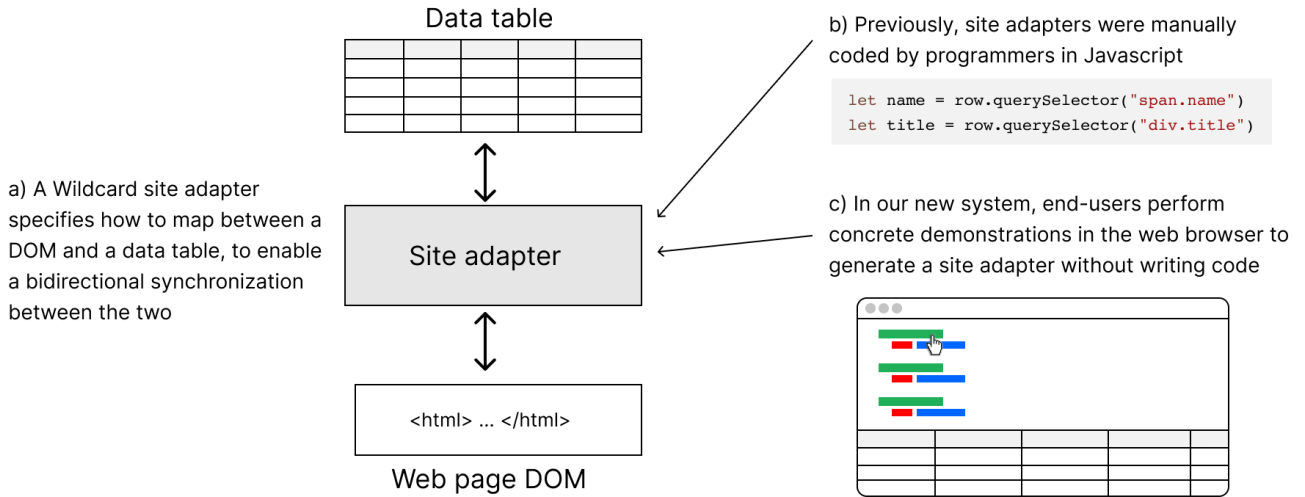 Data table
a) A Wildcard site adapter
specifies how to map between a
DOM and a data table, to enable
a bidirectional synchronization
between the two
Site adapter
<html> ... </html>
Web page DOM
b) Previously, site adapters were manually
coded by programmers in Javascript
let name = row.querySelector("span.name")
let title = row.querySelector("div.title")
c) In our new system, end-users perform
concrete demonstrations in the web browser to
generate a site adapter without writing code